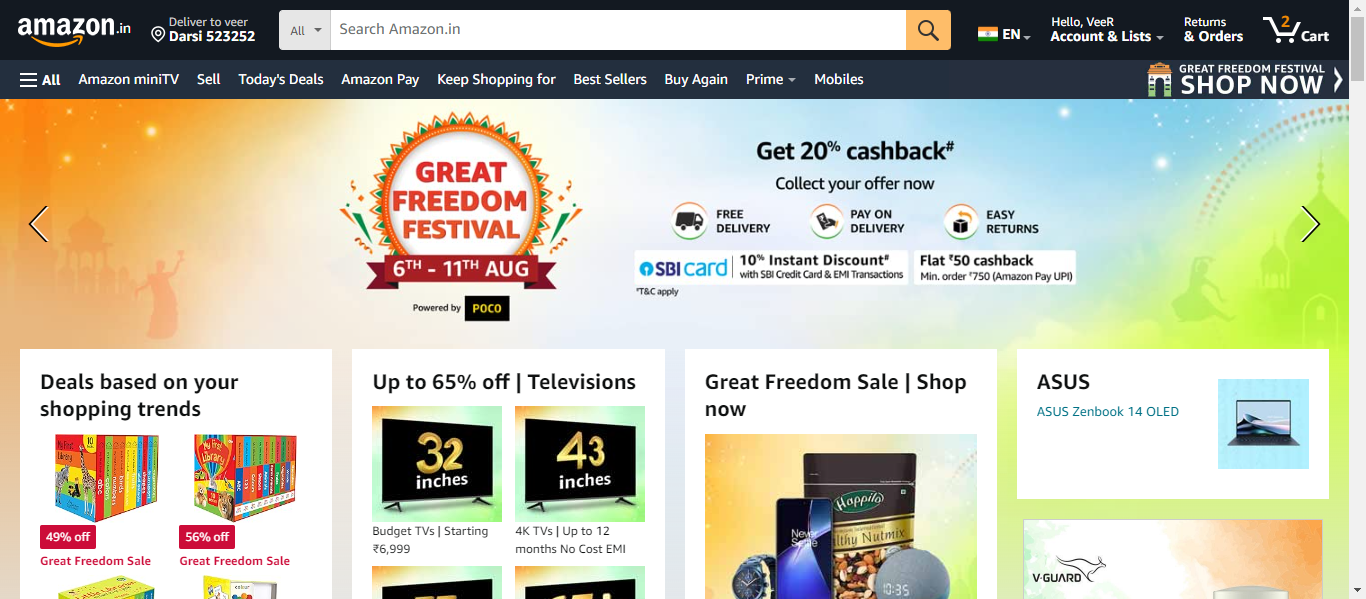 amazon.in
Deliver to veer
Darsi 523252
All
Search Amazon.in
EN
Hello, VeeR
Account & Lists
Returns
& Orders
2
Cart
All
Amazon miniTV
Sell
Today's Deals
Amazon Pay
Keep Shopping for
Best Sellers
Buy Again
Prime
Mobiles
GREAT FREEDOM FESTIVAL
SHOP NOW
GREAT
FREEDOM
FESTIVAL
6TH - 11TH AUG
Powered by POCO
Get 20% cashback#
Collect your offer now
FREE
DELIVERY
PAY ON
DELIVERY
EASY
RETURNS
SBI card
10% Instant Discount#
with SBI Credit Card & EMI Transactions
Flat ₹50 cashback
Min. order ₹750 (Amazon Pay UPI)
#T&C apply
Deals based on your
shopping trends
49% off
Great Freedom Sale
56% off
Great Freedom Sale
Up to 65% off | Televisions
32
inches
Budget TVs | Starting
₹6,999
43
inches
4K TVs | Up to 12
months No Cost EMI
Great Freedom Sale | Shop
now
Happilo
Never
Settle
10:35
ASUS
ASUS Zenbook 14 OLED
V-GUARD